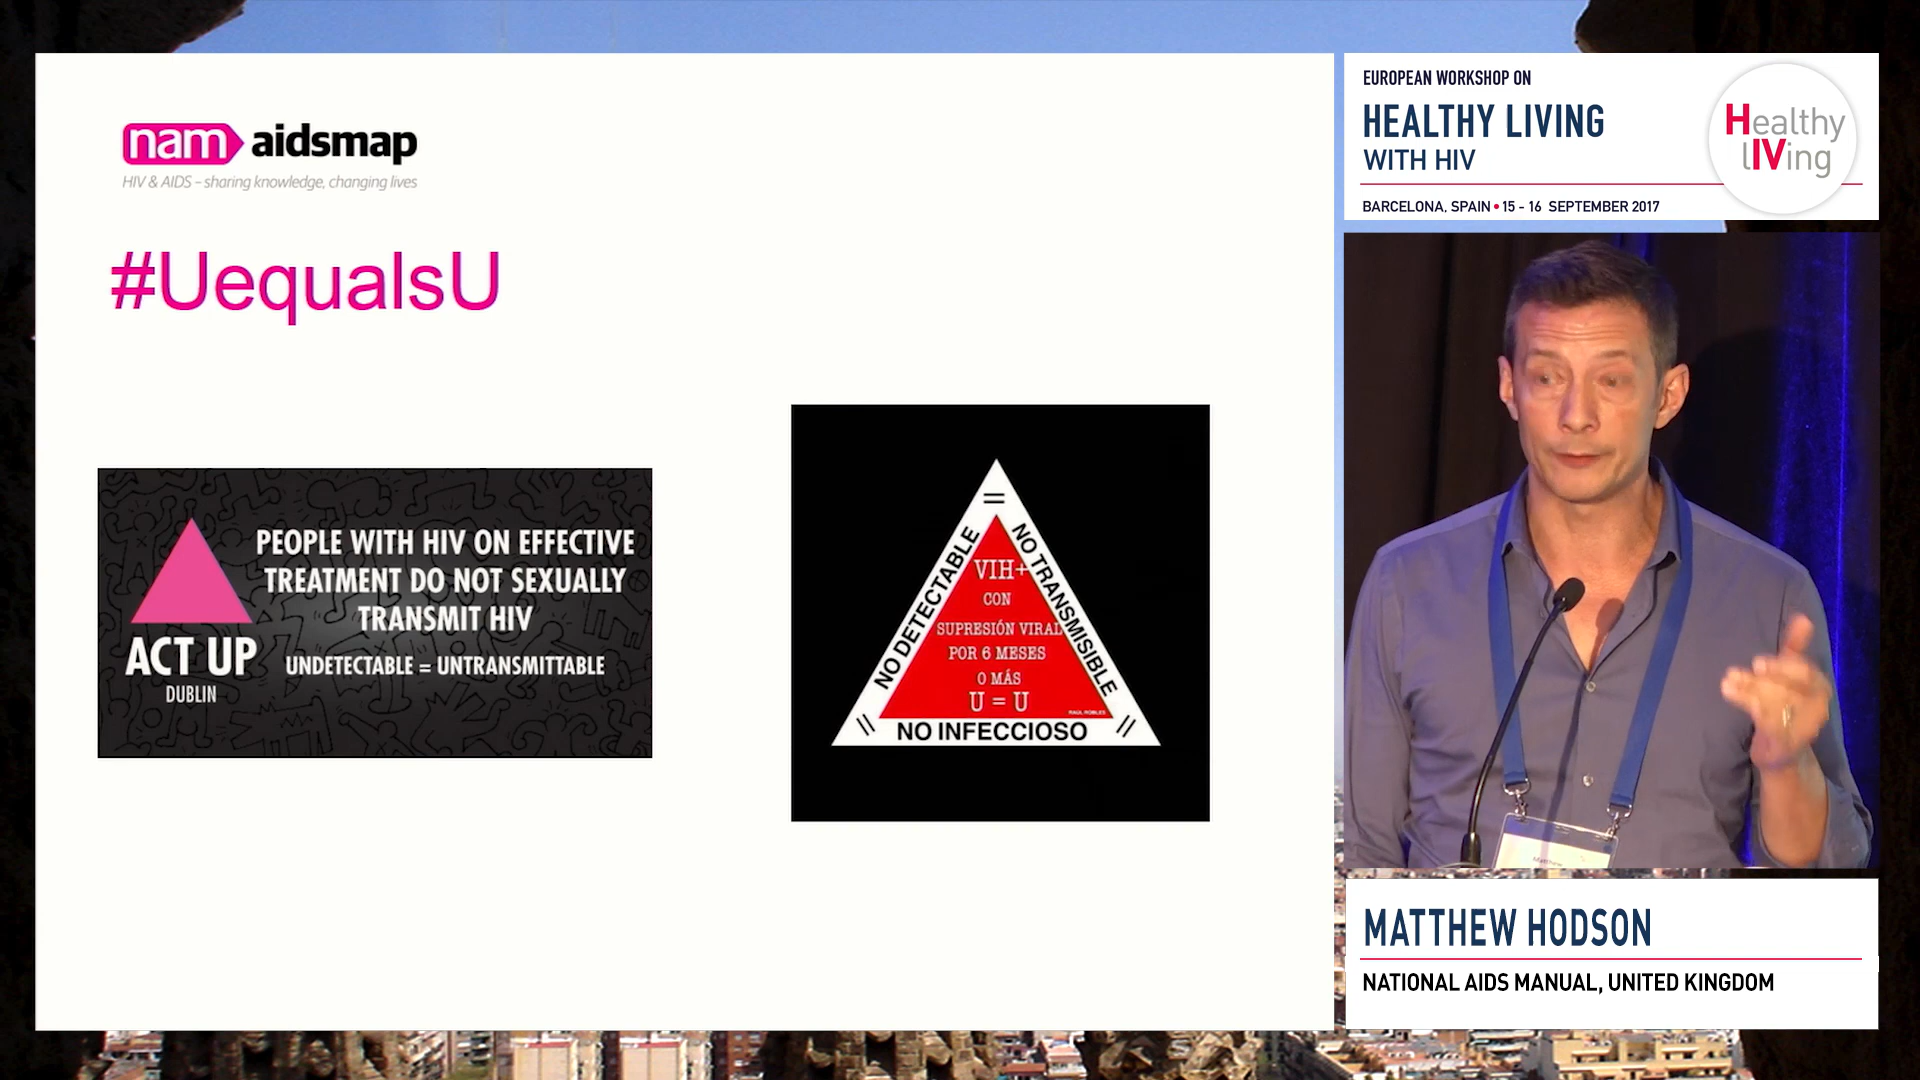 nam aidsmap
HIV & AIDS – sharing knowledge, changing lives
#UequalsU
PEOPLE WITH HIV ON EFFECTIVE
TREATMENT DO NOT SEXUALLY
TRANSMIT HIV
UNDETECTABLE = UNTRANSMITTABLE
ACT UP
DUBLIN
=
NO DETECTABLE
NO TRANSMISIBLE
VIH+
CON
SUPRESIÓN VIRAL
POR 6 MESES
O MÁS
U = U
RAUL ROBLES
= NO INFECCIOSO =
EUROPEAN WORKSHOP ON
HEALTHY LIVING
WITH HIV
BARCELONA, SPAIN • 15 - 16 SEPTEMBER 2017
Healthy
lIVing
Matthew
MATTHEW HODSON
NATIONAL AIDS MANUAL, UNITED KINGDOM